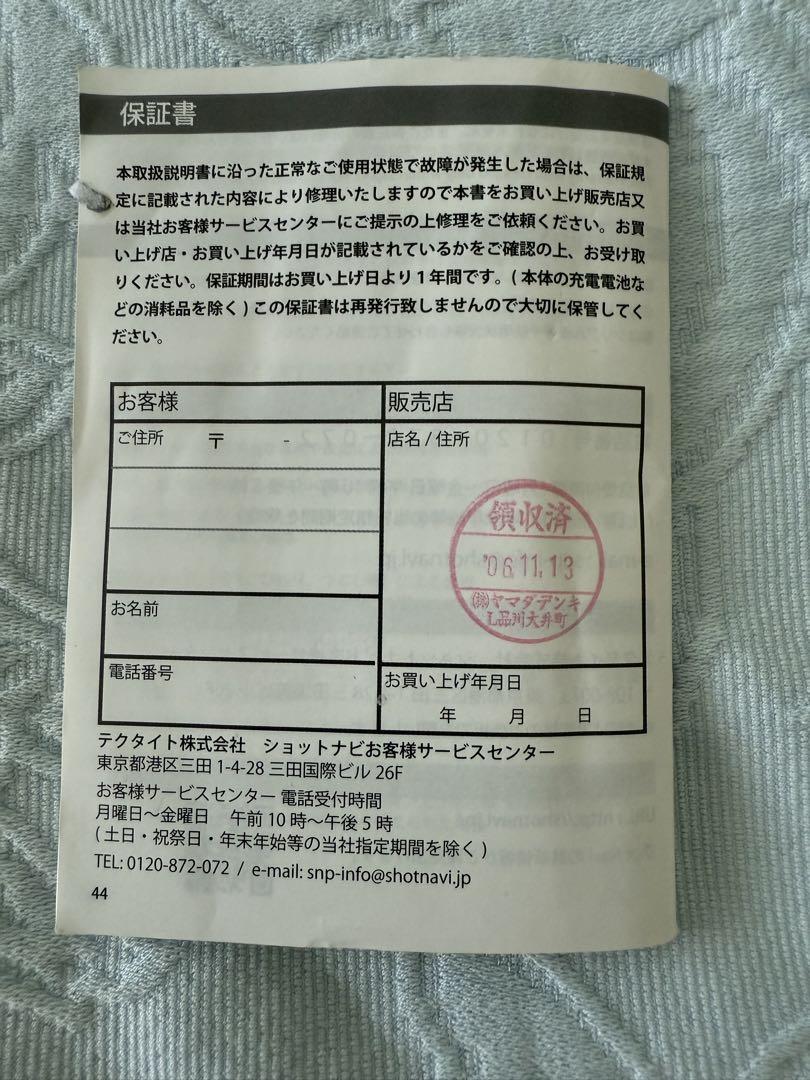 保証書
本取扱説明書に沿った正常なご使用状態で故障が発生した場合は、保証規
定に記載された内容により修理いたしますので本書をお買い上げ販売店又
は当社お客様サービスセンターにご提示の上修理をご依頼ください。お買
い上げ店・お買い上げ年月日が記載されているかをご確認の上、お受け取
りください。保証期間はお買い上げ日より1年間です。(本体の充電電池な
どの消耗品を除く)この保証書は再発行致しませんので大切に保管してく
ださい。
お客様
ご住所 〒 -
お名前
電話番号
販売店
店名/住所
領収済
'06.11.13
㈱ヤマダデンキ
L品川大井町
お買い上げ年月日
年 月 日
テクタイト株式会社 ショットナビお客様サービスセンター
東京都港区三田1-4-28 三田国際ビル 26F
お客様サービスセンター 電話受付時間
月曜日〜金曜日 午前10時〜午後5時
(土日・祝祭日・年末年始等の当社指定期間を除く)
TEL: 0120-872-072 / e-mail: snp-info@shotnavi.jp
44